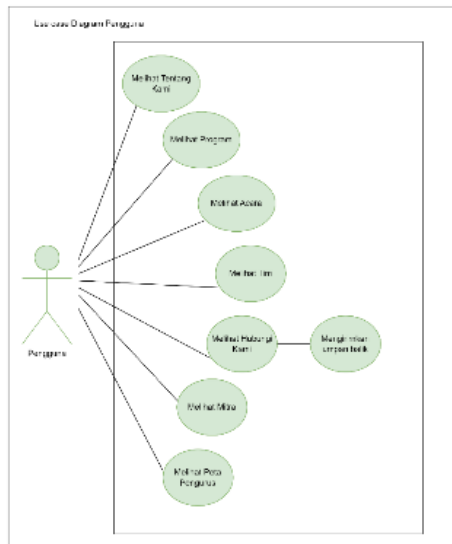 Use case Diagram Pengguna
Melihat Tentang
Kami
Melihat Program
Melihat Acara
Melihat Tim
Pengguna
Melihat Hubungi
Kami
Mengirimkan
umpan balik
Melihat Mitra
Melihat Peta
Pengurus